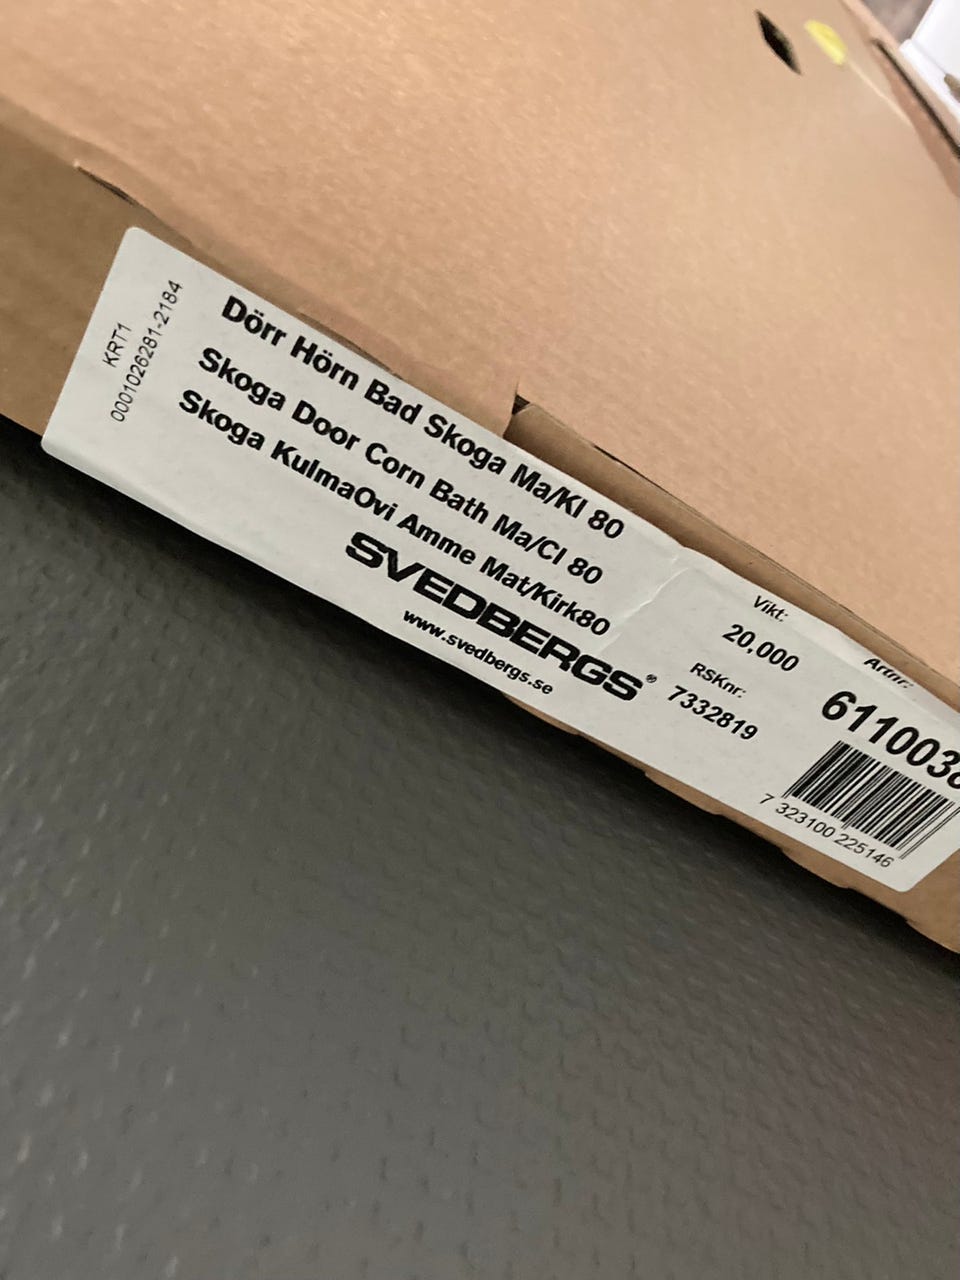 KRT1
0001026281-2184
Dörr Hörn Bad Skoga Ma/Kl 80
Skoga Door Corn Bath Ma/Cl 80
Skoga KulmaOvi Amme Mat/Kirk80
SVEDBERGS®
www.svedbergs.se
Vikt:
20,000
RSKnr:
7332819
Artnr:
7 323100 225146